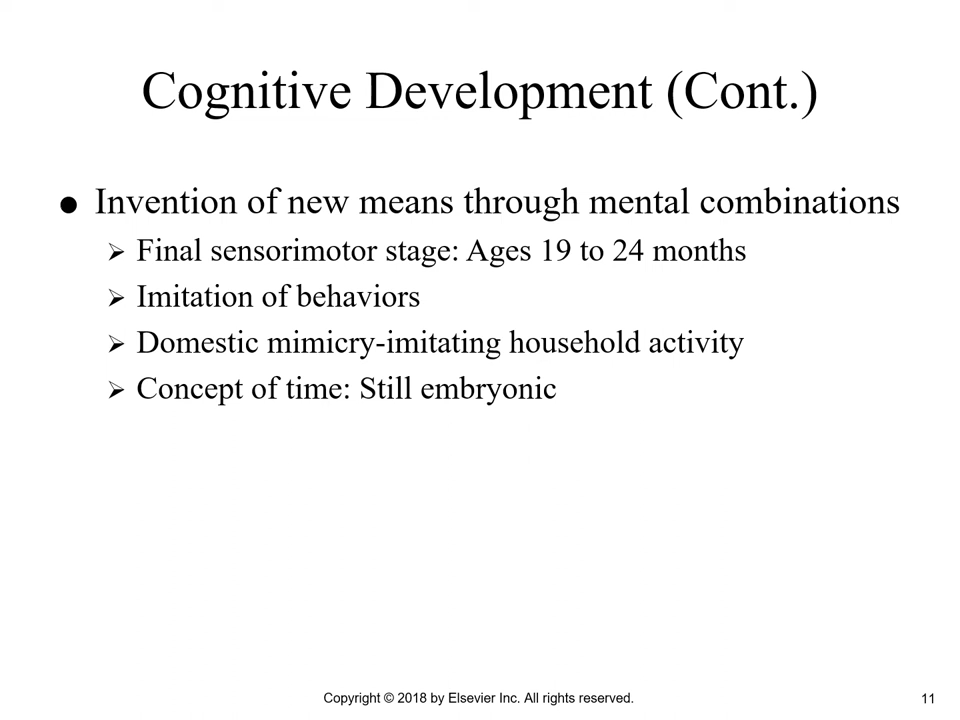 Cognitive Development (Cont.)
● Invention of new means through mental combinations
➢ Final sensorimotor stage: Ages 19 to 24 months
➢ Imitation of behaviors
➢ Domestic mimicry-imitating household activity
➢ Concept of time: Still embryonic
Copyright © 2018 by Elsevier Inc. All rights reserved.
11